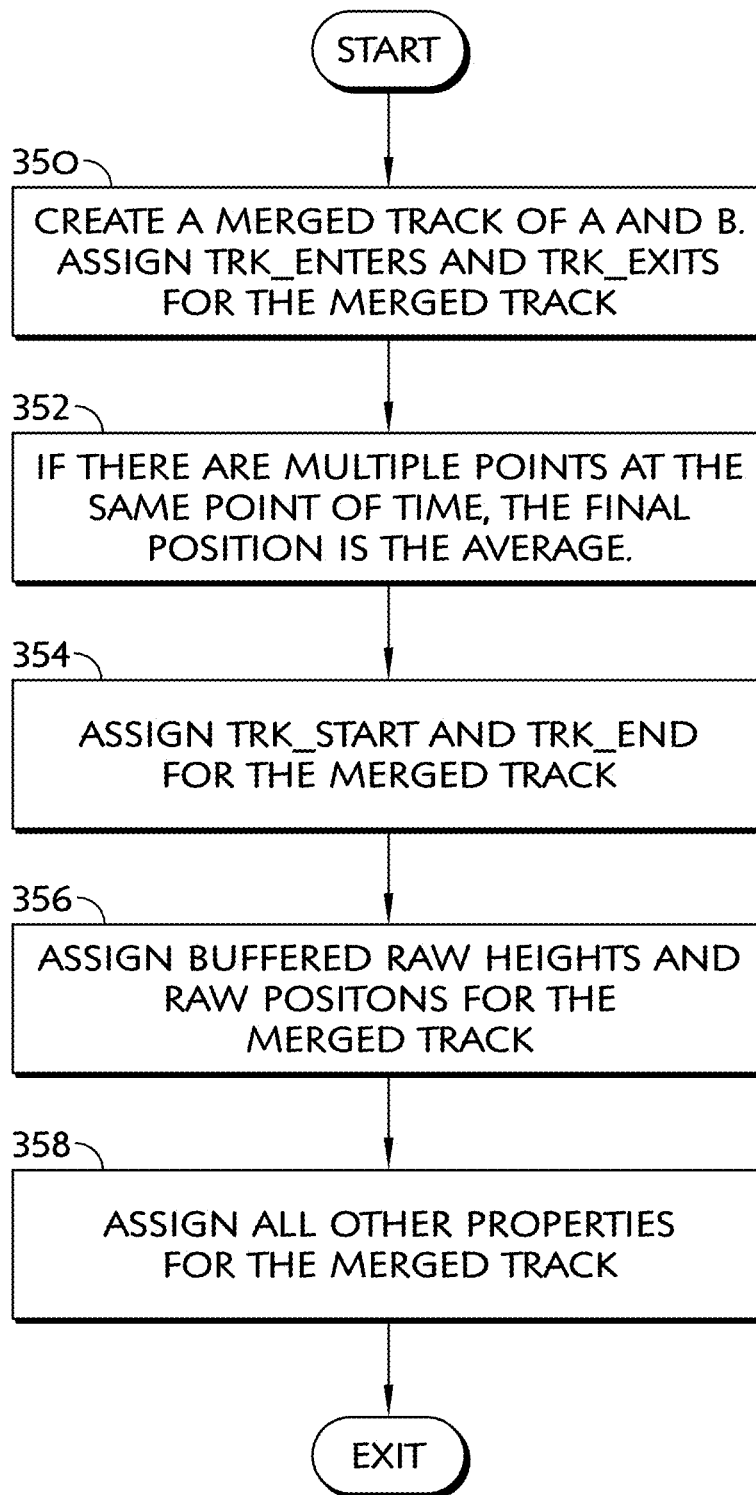 START
350
CREATE A MERGED TRACK OF A AND B.
ASSIGN TRK_ENTERS AND TRK_EXITS
FOR THE MERGED TRACK
352
IF THERE ARE MULTIPLE POINTS AT THE
SAME POINT OF TIME, THE FINAL
POSITION IS THE AVERAGE.
354
ASSIGN TRK_START AND TRK_END
FOR THE MERGED TRACK
356
ASSIGN BUFFERED RAW HEIGHTS AND
RAW POSITONS FOR THE
MERGED TRACK
358
ASSIGN ALL OTHER PROPERTIES
FOR THE MERGED TRACK
EXIT